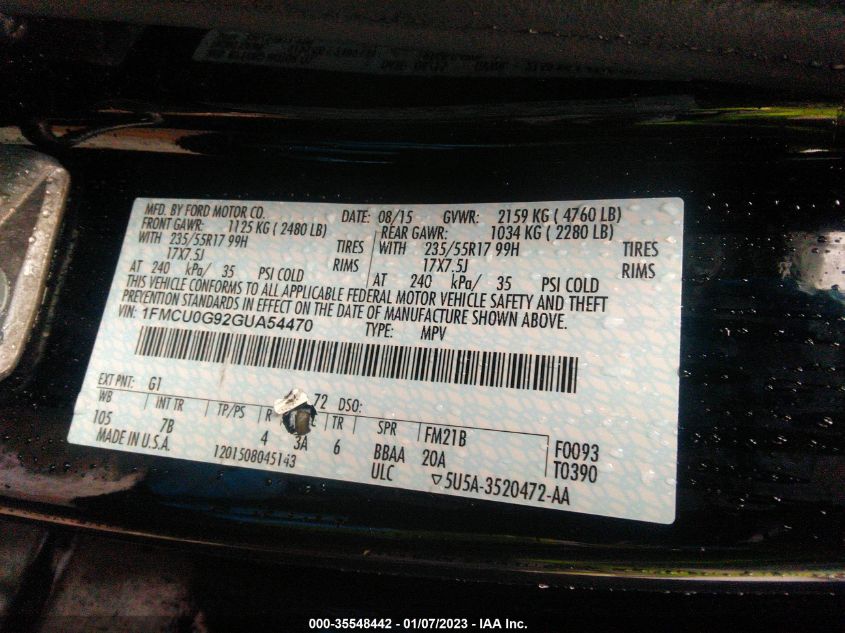 MFD. BY FORD MOTOR CO. DATE: 08/15 GVWR: 2159 KG ( 4760 LB)
FRONT GAWR: 1125 KG ( 2480 LB) REAR GAWR: 1034 KG ( 2280 LB)
WITH 235/55R17 99H TIRES WITH 235/55R17 99H TIRES
17X7.5J RIMS 17X7.5J RIMS
AT 240 kPa/ 35 PSI COLD AT 240 kPa/ 35 PSI COLD
THIS VEHICLE CONFORMS TO ALL APPLICABLE FEDERAL MOTOR VEHICLE SAFETY AND THEFT
PREVENTION STANDARDS IN EFFECT ON THE DATE OF MANUFACTURE SHOWN ABOVE.
VIN: 1FMCU0G92GUA54470 TYPE: MPV
EXT PNT: G1 72 DSO:
WB INT TR TP/PS R TR SPR FM21B F0093
105 7B 4 3A 6 BBAA 20A T0390
MADE IN U.S.A. 1201508045143 ULC ▽5U5A-3520472-AA
000-35548442 - 01/07/2023 - IAA Inc.